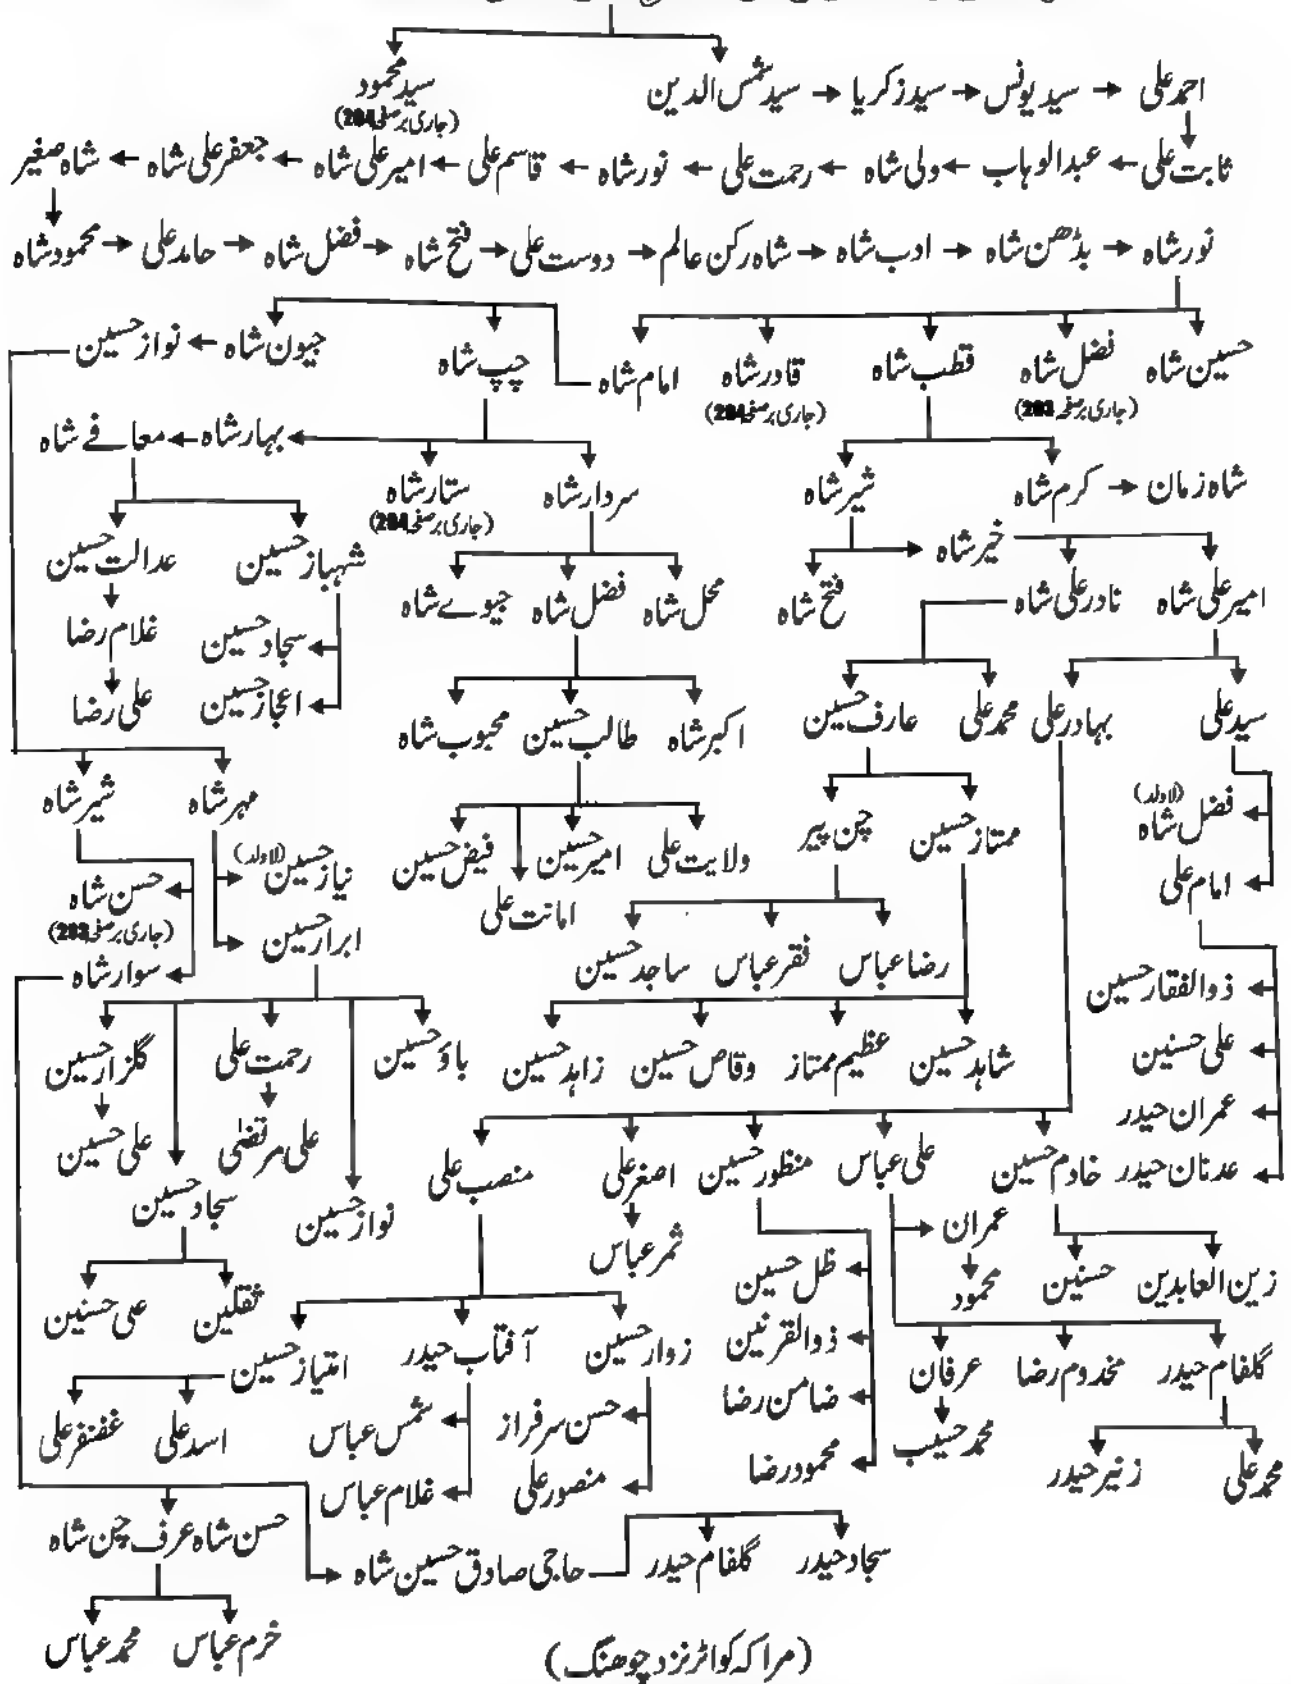 احمد علی → سید یونس → سید زکریا → سید شمس الدین سید محمود
(جاری بر صفحہ 284)
ثابت علی ← عبدالوہاب ← ولی شاہ ← رحمت علی ← نور شاہ ← قاسم علی ← امیر علی شاہ ← جعفر علی شاہ ← شاہ صغیر
نور شاہ → بڈھن شاہ → ادب شاہ → شاہ رکن عالم → دوست علی → فتح شاہ → فضل شاہ → حامد علی → محمود شاہ
حسین شاہ فضل شاہ قطب شاہ قادر شاہ امام شاہ چپ شاہ جیون شاہ ← نواز حسین
(جاری بر صفحہ 283) (جاری بر صفحہ 284)
بہار شاہ ← معافے شاہ
شاہ زمان → کرم شاہ شیر شاہ سردار شاہ ستار شاہ
(جاری بر صفحہ 284)
خیر شاہ شہباز حسین عدالت حسین
امیر علی شاہ نادر علی شاہ فتح شاہ محل شاہ فضل شاہ جیوے شاہ
سجاد حسین غلام رضا
اعجاز حسین علی رضا
سید علی بہادر علی محمد علی عارف حسین اکبر شاہ طالب حسین محبوب شاہ
مہر شاہ شیر شاہ
فضل شاہ (لاولد) ممتاز حسین چن پیر
امام علی ولایت علی امیر حسین فیض حسین نیاز حسین (لاولد) حسن شاہ
امانت علی (جاری بر صفحہ 283)
ابرار حسین
رضا عباس فقر عباس ساجد حسین سوار شاہ
ذوالفقار حسین
علی حسنین شاہد حسین عظیم ممتاز وقاص حسین زاہد حسین باؤ حسین رحمت علی گلزار حسین
عمران حیدر علی مرتضیٰ علی حسین
عدنان حیدر خادم حسین علی عباس منظور حسین اصغر علی منصب علی
سجاد حسین
عمران ثمر عباس نواز حسین
زین العابدین حسنین محمود ظل حسین ثقلین علی حسنین
ذوالقرنین زوار حسین آفتاب حیدر امتیاز حسین
گلفام حیدر مخدوم رضا عرفان ضامن رضا حسن سرفراز شمس عباس اسد علی غضنفر علی
محمد حسیب
محمد علی زنیر حیدر محمود رضا منصور علی غلام عباس
حسن شاہ عرف چن شاہ
سجاد حیدر گلفام حیدر حاجی صادق حسین شاہ
خرم عباس محمد عباس
(مراکہ کواٹر نزد چوھنگ)